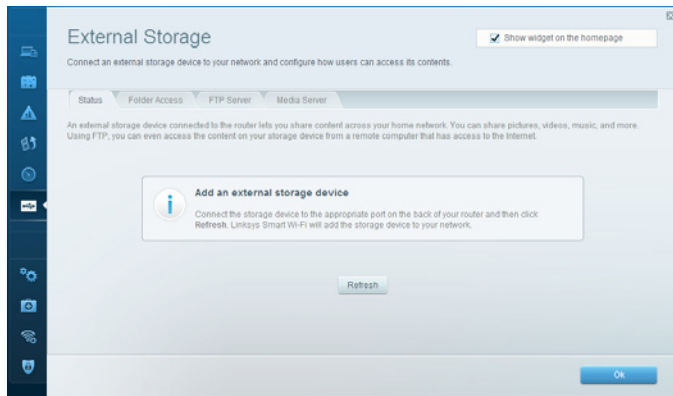 External Storage
Show widget on the homepage
Connect an external storage device to your network and configure how users can access its contents.
Status
Folder Access
FTP Server
Media Server
An external storage device connected to the router lets you share content across your home network. You can share pictures, videos, music, and more.
Using FTP, you can even access the content on your storage device from a remote computer that has access to the Internet.
Add an external storage device
Connect the storage device to the appropriate port on the back of your router and then click
Refresh. Linksys Smart Wi-Fi will add the storage device to your network.
Refresh
Ok